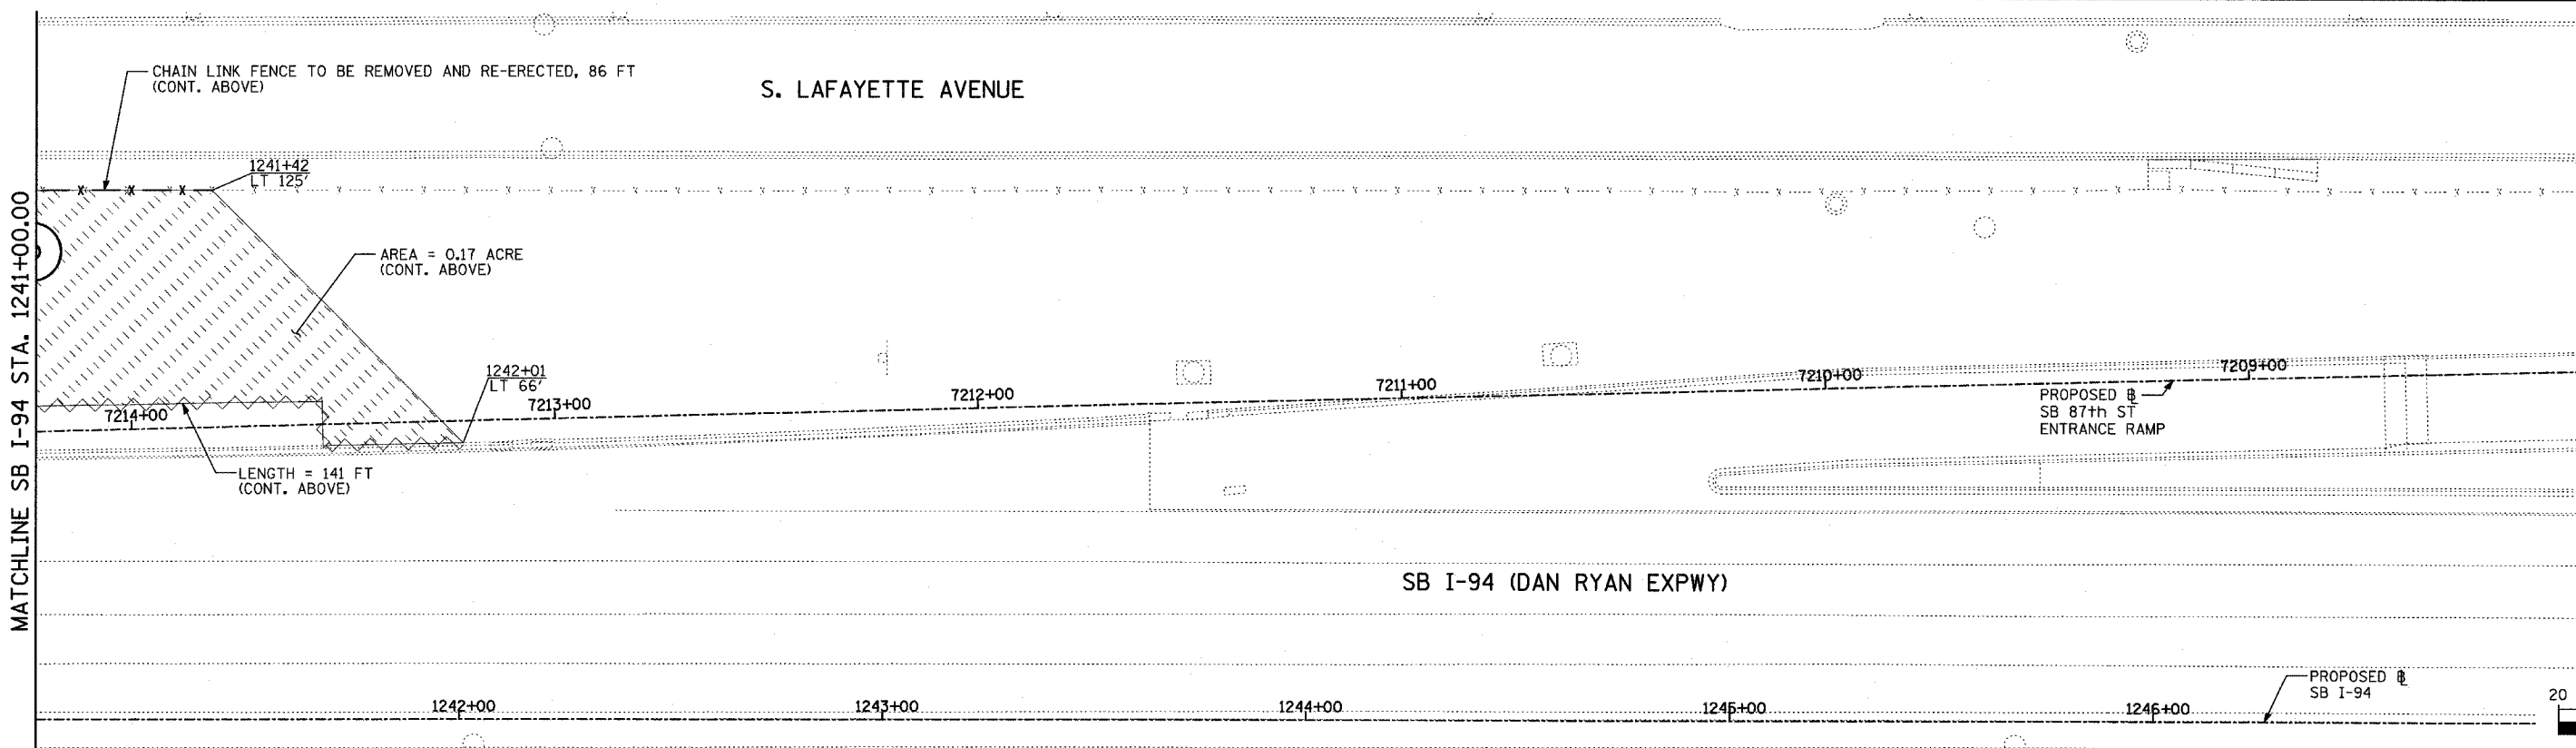 CHAIN LINK FENCE TO BE REMOVED AND RE-ERECTED, 86 FT
(CONT. ABOVE)
S. LAFAYETTE AVENUE
1241+42
LT 125'
MATCHLINE SB I-94 STA. 1241+00.00
AREA = 0.17 ACRE
(CONT. ABOVE)
1242+01
LT 66'
7214+00
7213+00
7212+00
7211+00
7210+00
7209+00
PROPOSED ℄
SB 87th ST
ENTRANCE RAMP
LENGTH = 141 FT
(CONT. ABOVE)
SB I-94 (DAN RYAN EXPWY)
PROPOSED ℄
SB I-94
1242+00
1243+00
1244+00
1245+00
1246+00
20